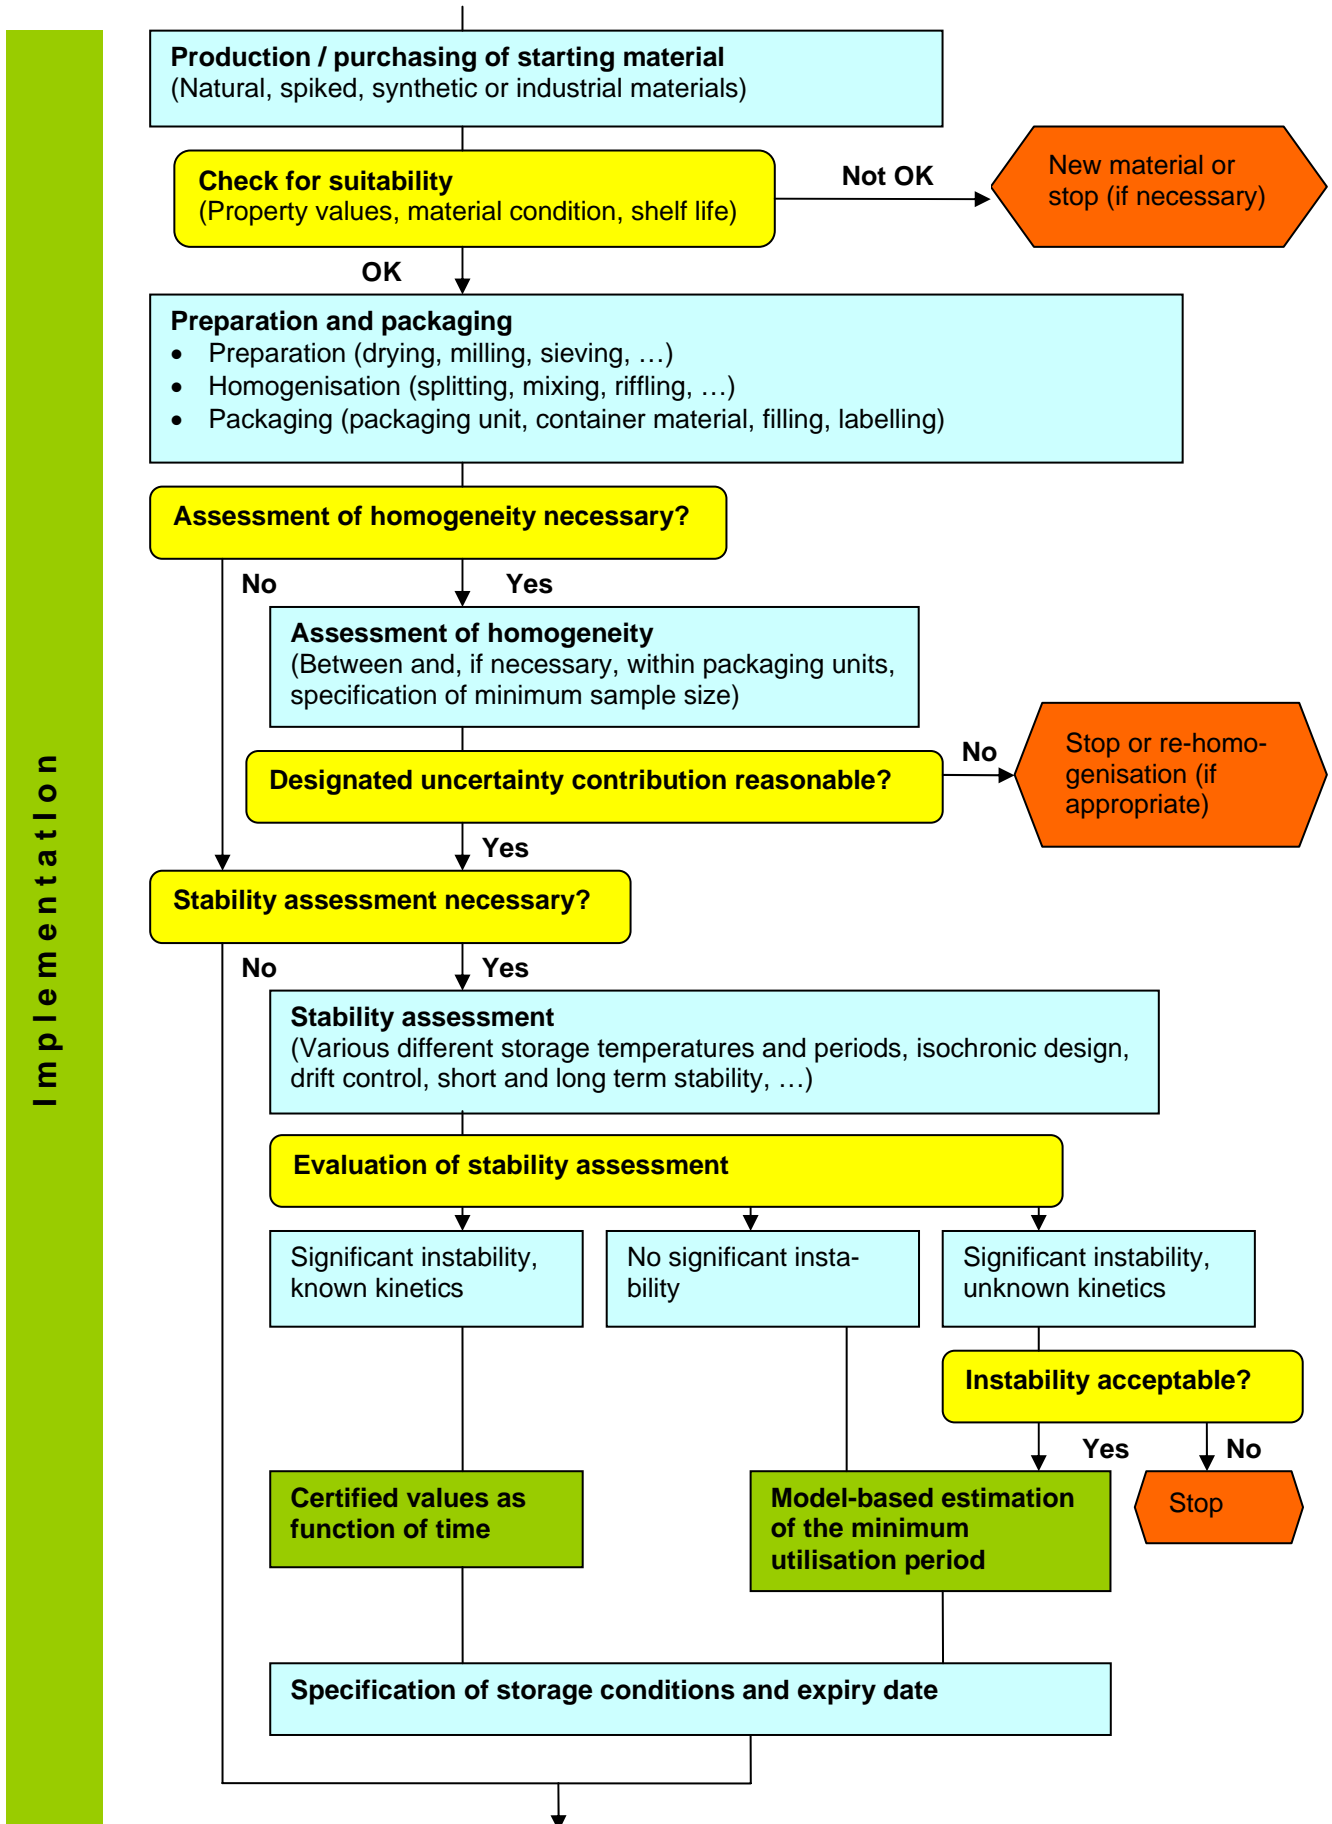 Implementation
Production / purchasing of starting material
(Natural, spiked, synthetic or industrial materials)
Check for suitability
(Property values, material condition, shelf life)
Not OK
New material or
stop (if necessary)
OK
Preparation and packaging
• Preparation (drying, milling, sieving, …)
• Homogenisation (splitting, mixing, riffling, …)
• Packaging (packaging unit, container material, filling, labelling)
Assessment of homogeneity necessary?
No
Yes
Assessment of homogeneity
(Between and, if necessary, within packaging units,
specification of minimum sample size)
Designated uncertainty contribution reasonable?
No
Stop or re-homo-
genisation (if
appropriate)
Yes
Stability assessment necessary?
No
Yes
Stability assessment
(Various different storage temperatures and periods, isochronic design,
drift control, short and long term stability, …)
Evaluation of stability assessment
Significant instability,
known kinetics
No significant insta-
bility
Significant instability,
unknown kinetics
Instability acceptable?
Yes
No
Certified values as
function of time
Model-based estimation
of the minimum
utilisation period
Stop
Specification of storage conditions and expiry date